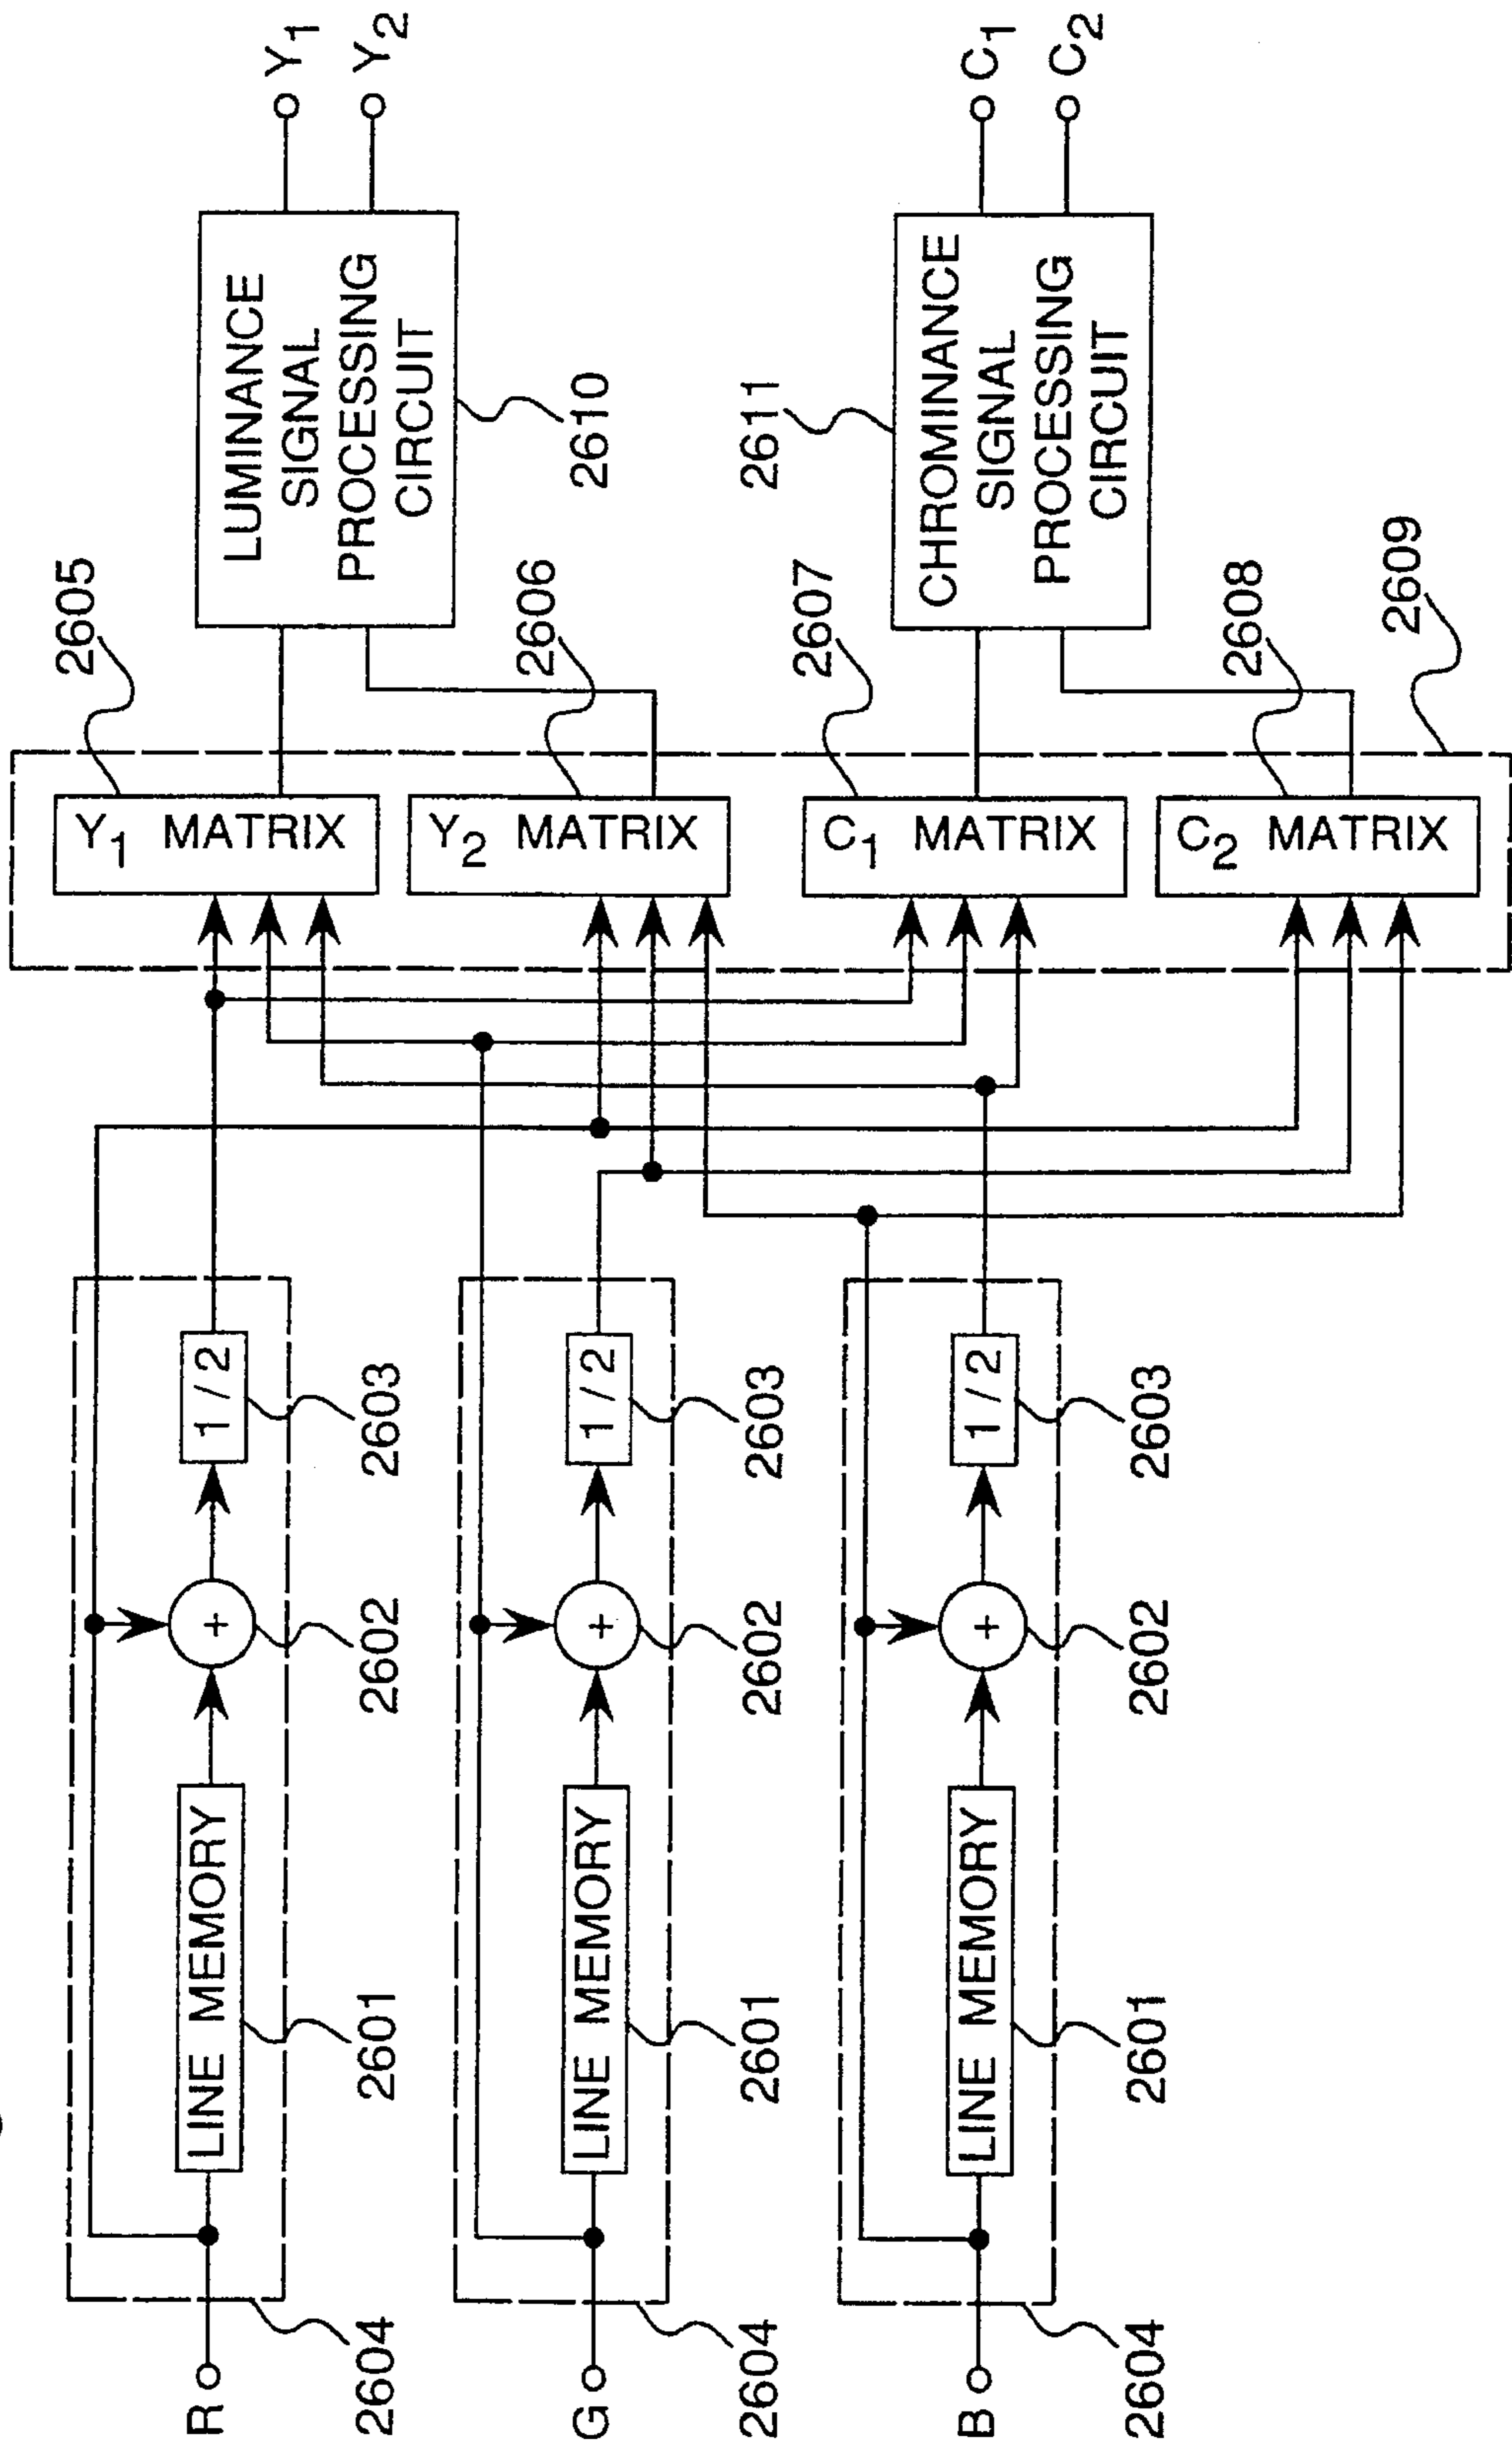 R
2604
LINE MEMORY
2601
+
2602
1/2
2603
G
2604
LINE MEMORY
2601
+
2602
1/2
2603
B
2604
LINE MEMORY
2601
+
2602
1/2
2603
Y1 MATRIX
2605
Y2 MATRIX
2606
C1 MATRIX
2607
C2 MATRIX
2608
2609
LUMINANCE
SIGNAL
PROCESSING
CIRCUIT
2610
Y1
Y2
2611
CHROMINANCE
SIGNAL
PROCESSING
CIRCUIT
C1
C2